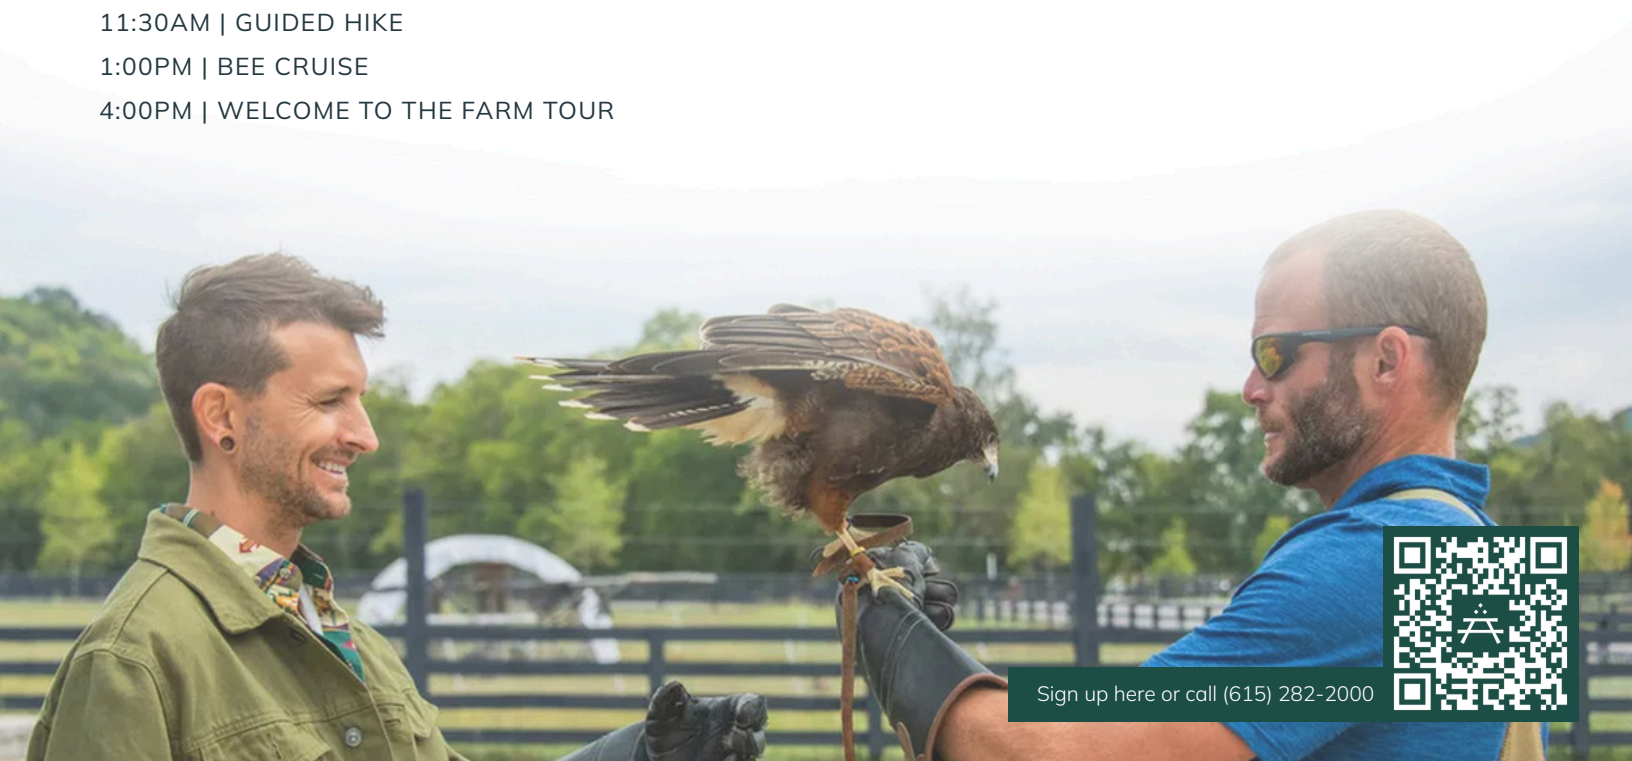 11:30AM | GUIDED HIKE
1:00PM | BEE CRUISE
4:00PM | WELCOME TO THE FARM TOUR
Sign up here or call (615) 282-2000